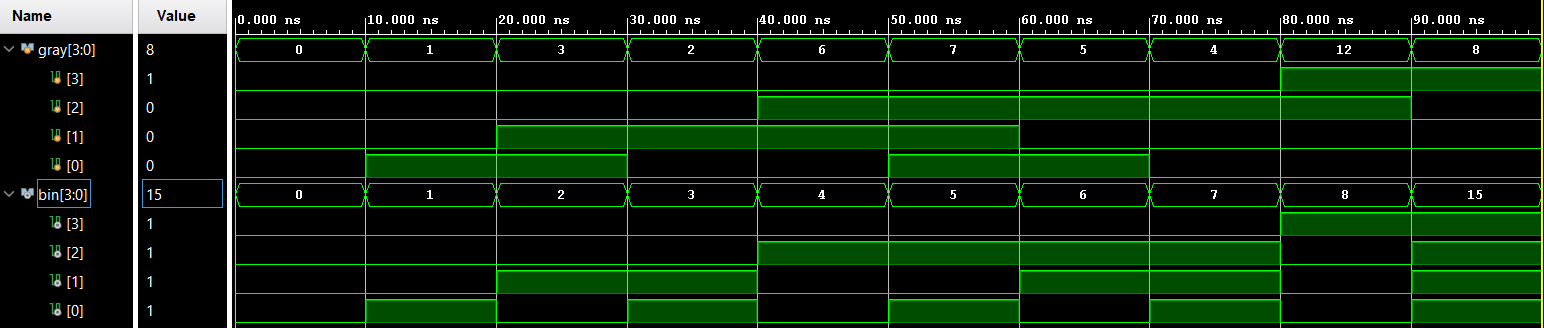 Name Value 0.000 ns 10.000 ns 20.000 ns 30.000 ns 40.000 ns 50.000 ns 60.000 ns 70.000 ns 80.000 ns 90.000 ns
gray[3:0] 8 0 1 3 2 6 7 5 4 12 8
[3] 1
[2] 0
[1] 0
[0] 0
bin[3:0] 15 0 1 2 3 4 5 6 7 8 15
[3] 1
[2] 1
[1] 1
[0] 1